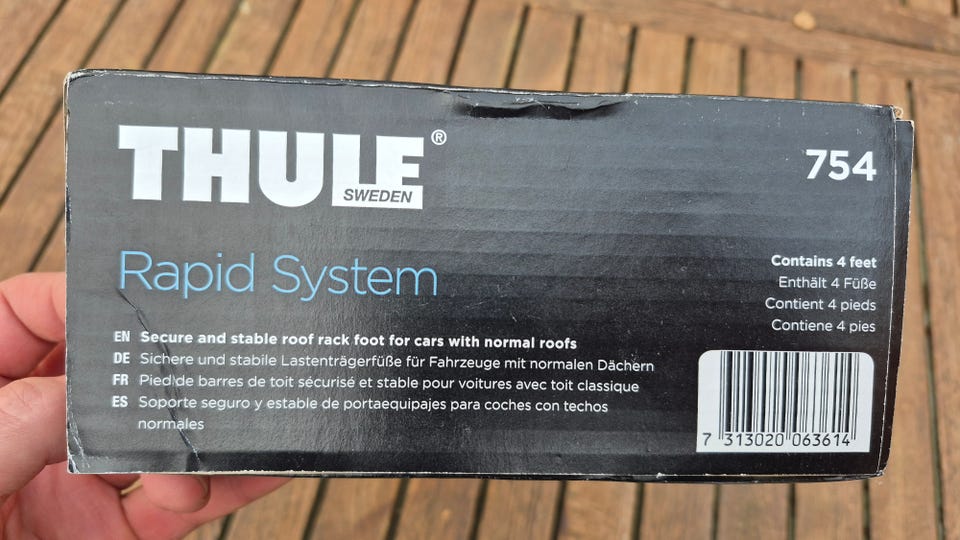 THULE®
SWEDEN
754
Rapid System
Contains 4 feet
Enthält 4 Füße
Contient 4 pieds
Contiene 4 pies
EN Secure and stable roof rack foot for cars with normal roofs
DE Sichere und stabile Lastenträgerfüße für Fahrzeuge mit normalen Dächern
FR Pied de barres de toit sécurisé et stable pour voitures avec toit classique
ES Soporte seguro y estable de portaequipajes para coches con techos
normales
7 313020 063614